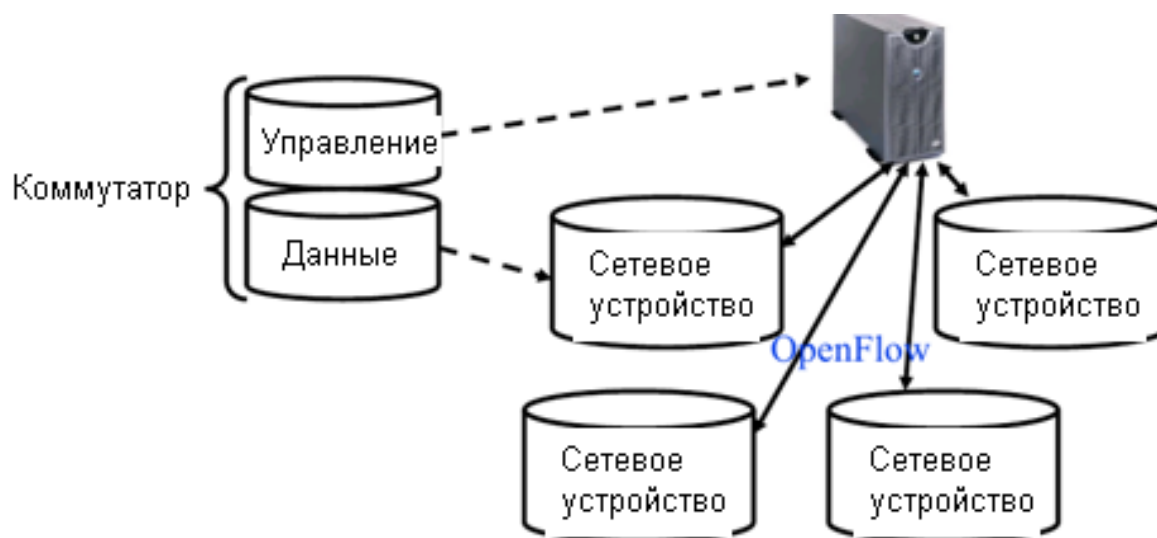 Управление
Коммутатор
Данные
Сетевое
устройство
Сетевое
устройство
OpenFlow
Сетевое
устройство
Сетевое
устройство